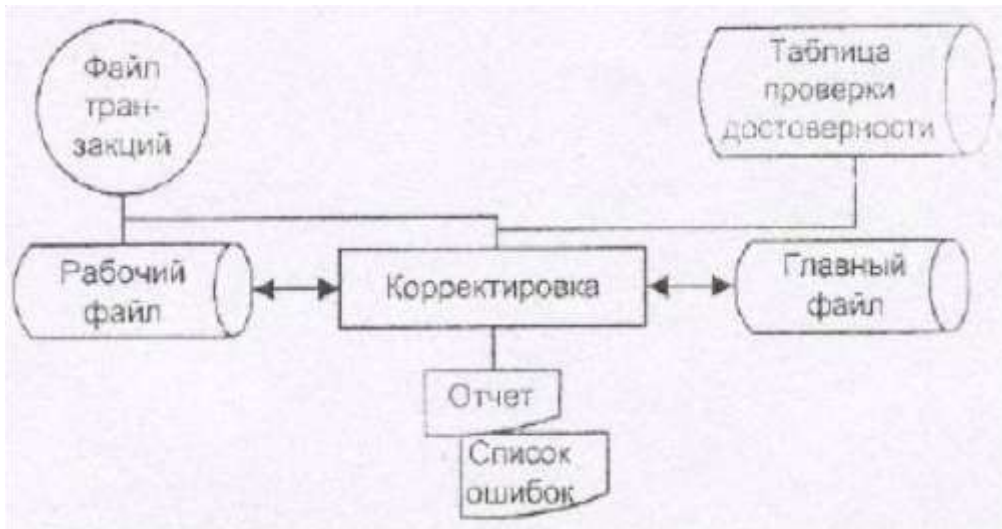 Файл
тран-
закций
Таблица
проверки
достоверности
Рабочий
файл
Корректировка
Главный
файл
Отчет
Список
ошибок